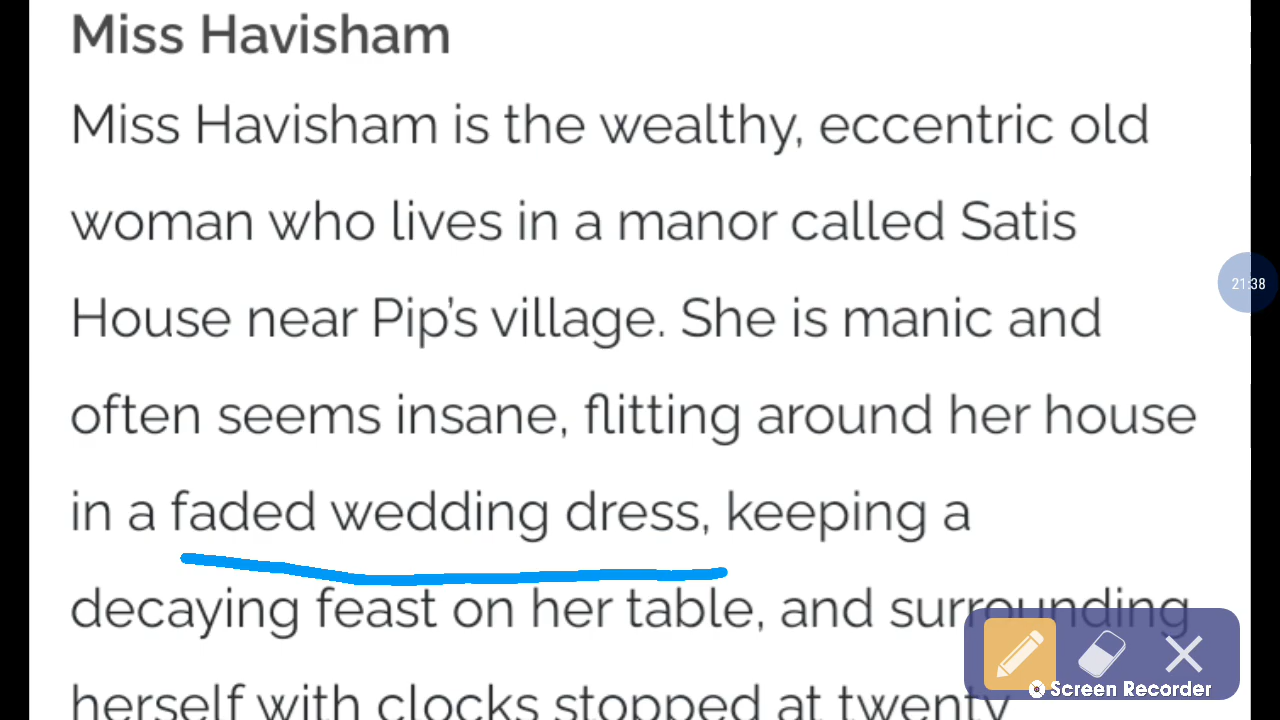 Miss Havisham
Miss Havisham is the wealthy, eccentric old
woman who lives in a manor called Satis
House near Pip's village. She is manic and
often seems insane, flitting around her house
in a faded wedding dress, keeping a
decaying feast on her table, and surrounding
herself with clocks stopped at twenty
21:38
Screen Recorder